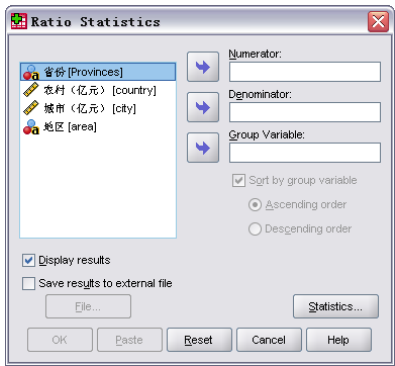 Ratio Statistics
Numerator:
省份 [Provinces]
农村（亿元）[country]
城市（亿元）[city]
地区 [area]
Denominator:
Group Variable:
Sort by group variable
Ascending order
Descending order
Display results
Save results to external file
File...
Statistics...
OK
Paste
Reset
Cancel
Help